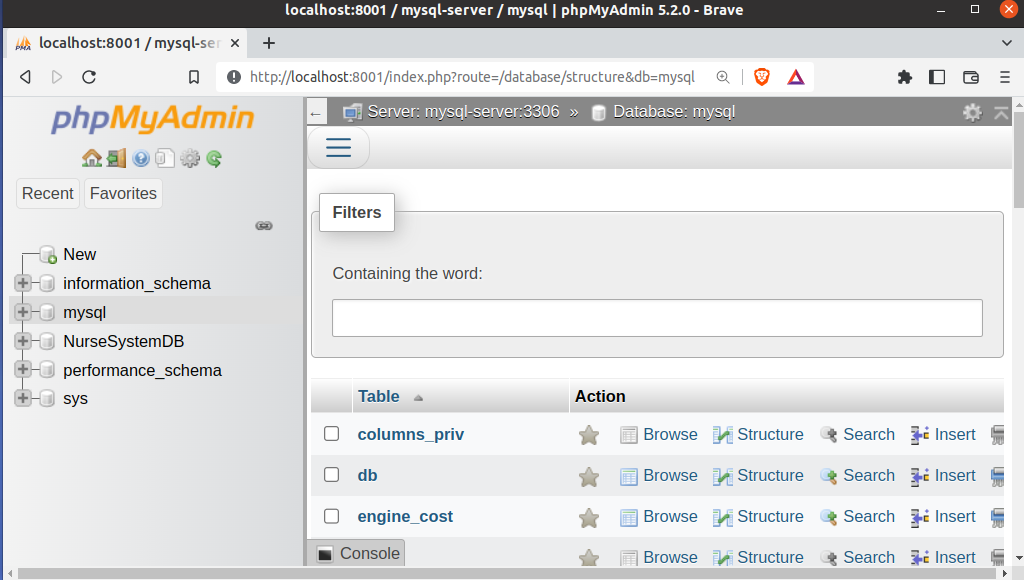 localhost:8001 / mysql-server / mysql | phpMyAdmin 5.2.0 - Brave
PMA localhost:8001 / mysql-ser
http://localhost:8001/index.php?route=/database/structure&db=mysql
phpMyAdmin
Recent Favorites
New
information_schema
mysql
NurseSystemDB
performance_schema
sys
Server: mysql-server:3306 » Database: mysql
Filters
Containing the word:
Table Action
columns_priv Browse Structure Search Insert
db Browse Structure Search Insert
engine_cost Browse Structure Search Insert
Browse Structure Search Insert
Console